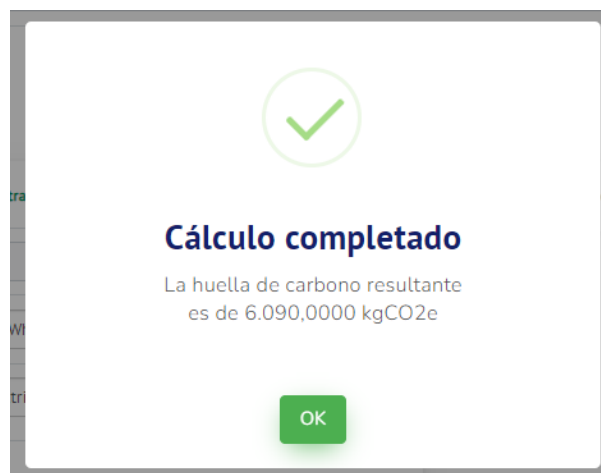 Cálculo completado
La huella de carbono resultante
es de 6.090,0000 kgCO2e
OK